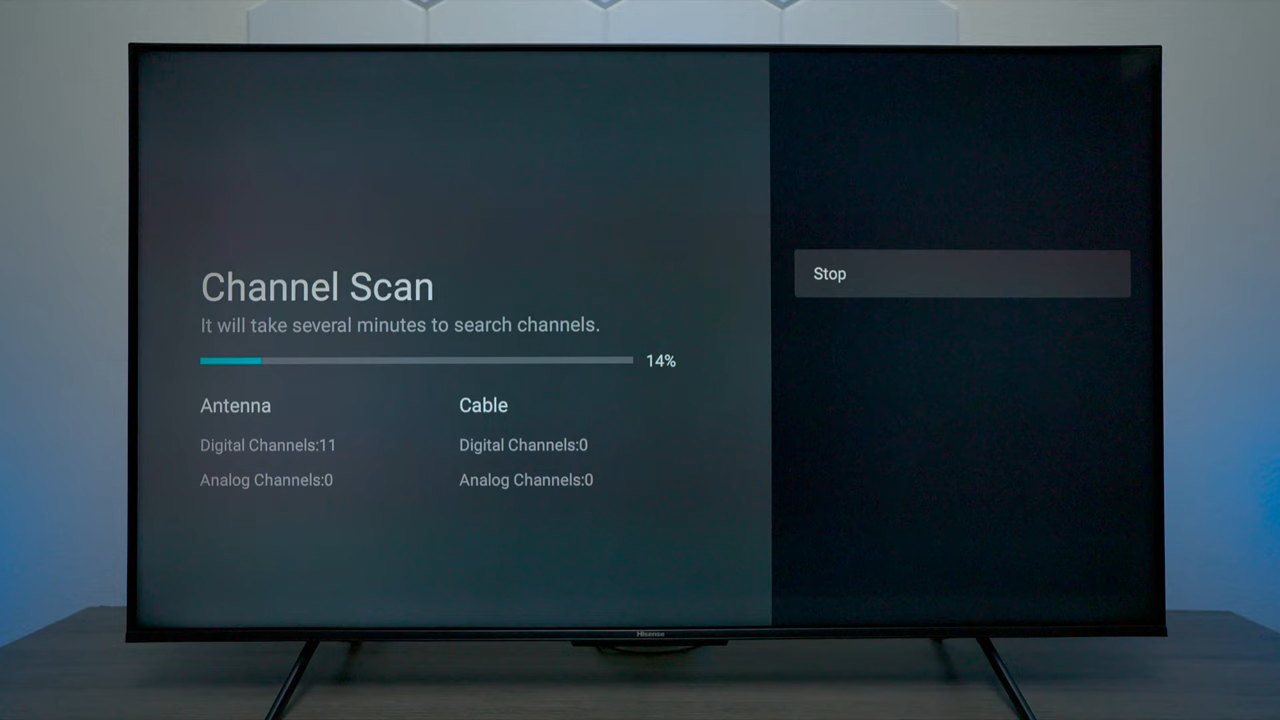 Channel Scan
It will take several minutes to search channels.
14%
Antenna
Cable
Digital Channels:11
Digital Channels:0
Analog Channels:0
Analog Channels:0
Stop
Hisense